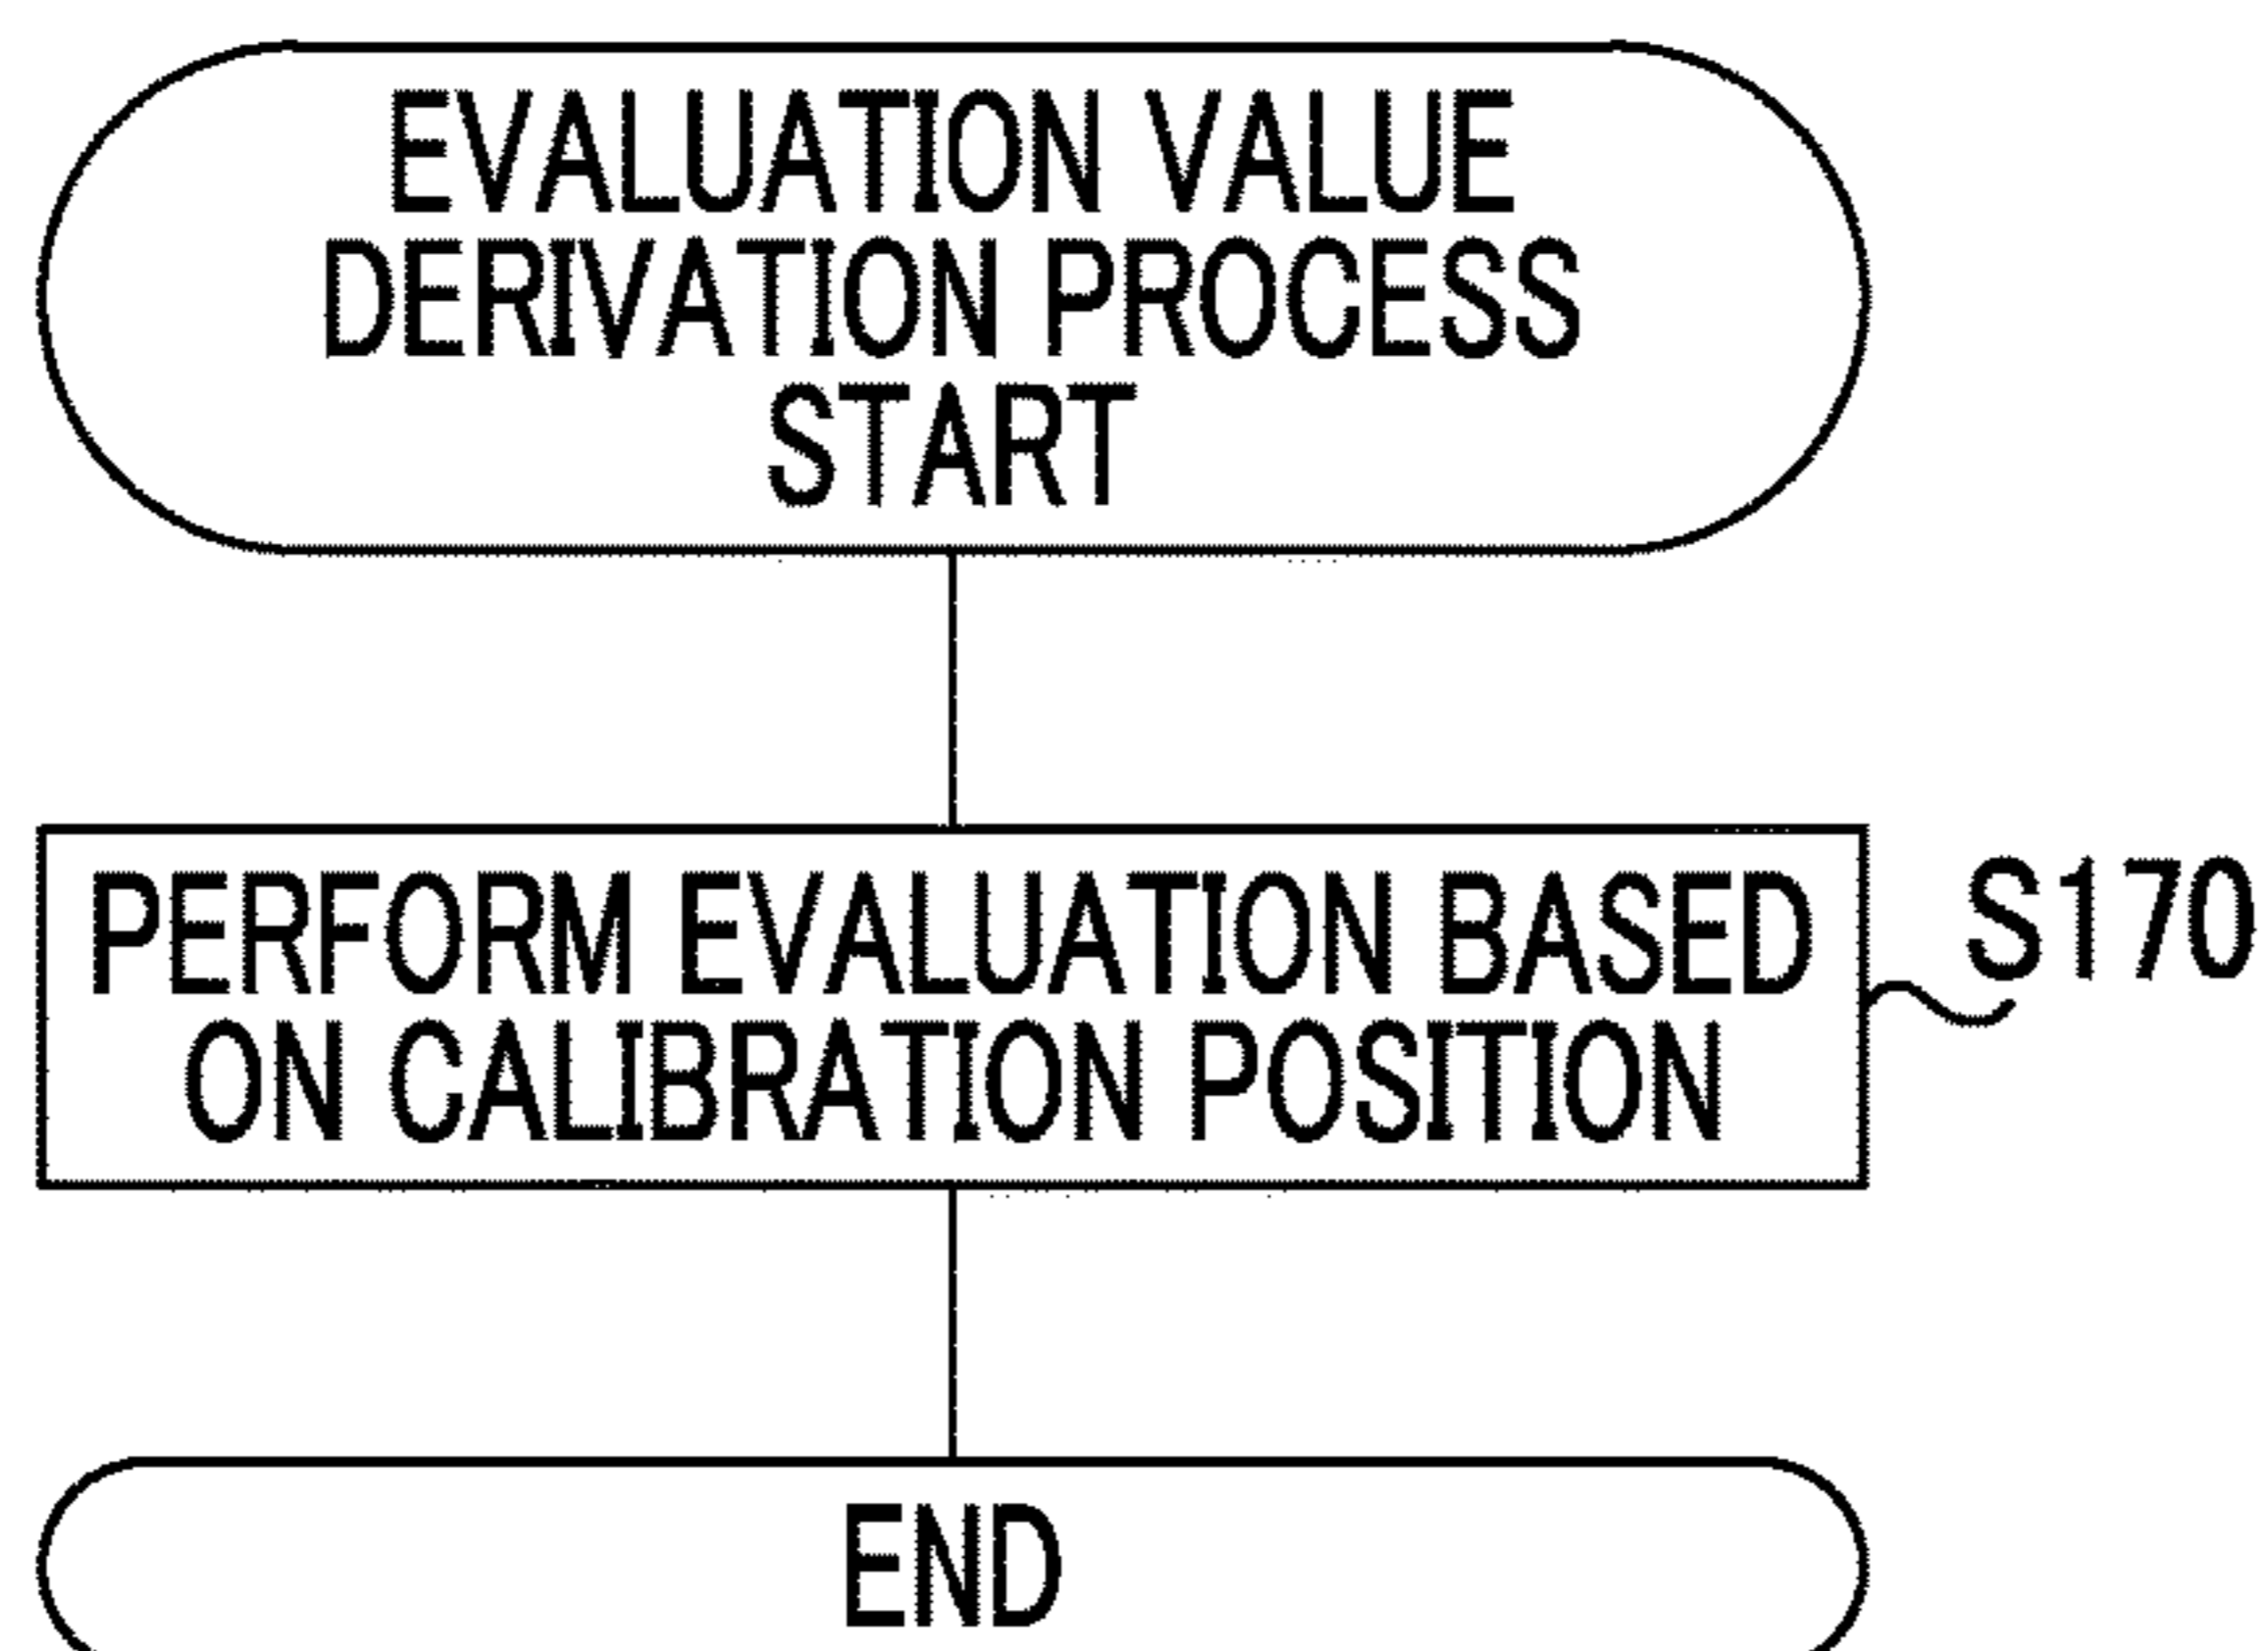 EVALUATION VALUE
DERIVATION PROCESS
START
PERFORM EVALUATION BASED
ON CALIBRATION POSITION
S170
END